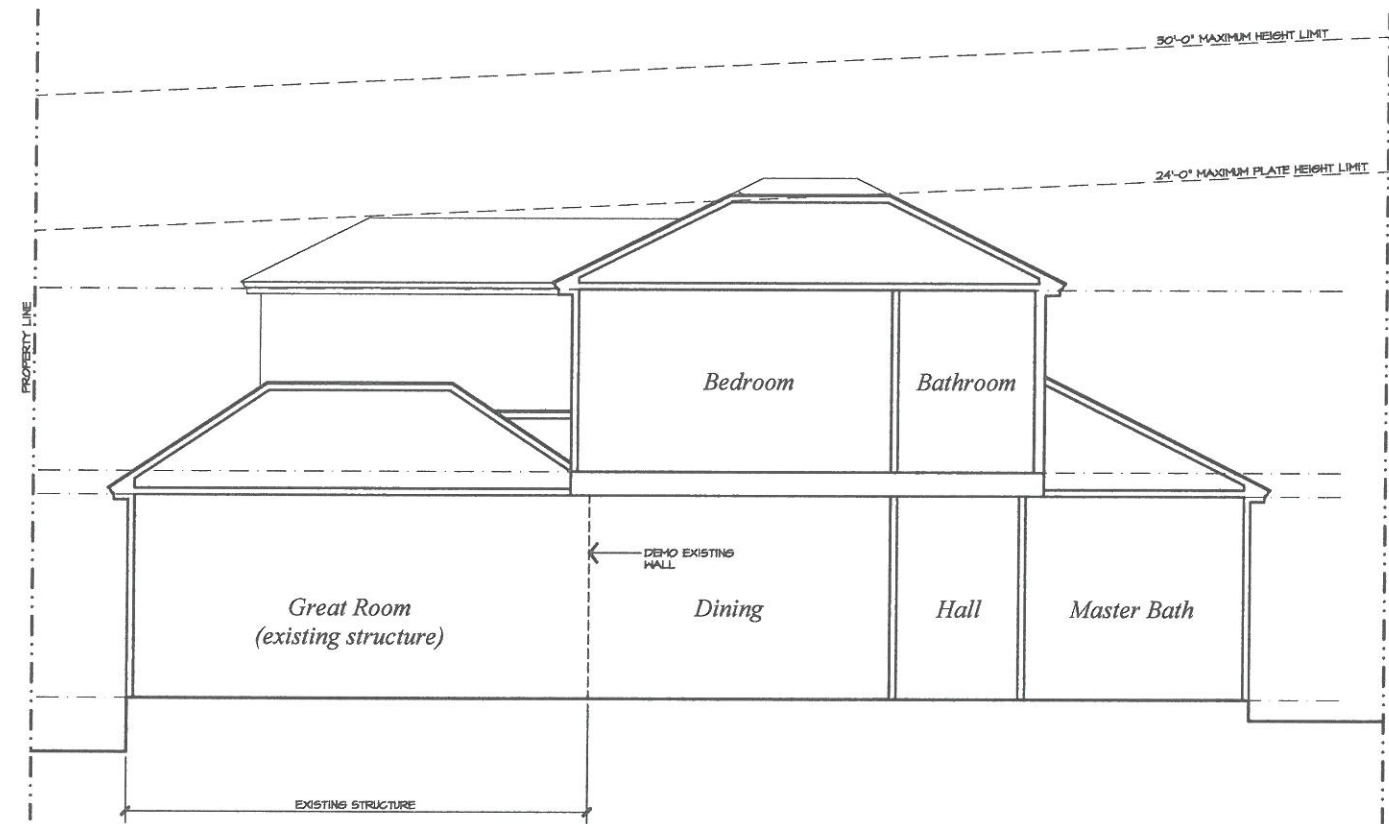 30'-0" MAXIMUM HEIGHT LIMIT
24'-0" MAXIMUM PLATE HEIGHT LIMIT
PROPERTY LINE
Bedroom
Bathroom
DEMO EXISTING
WALL
Great Room
(existing structure)
Dining
Hall
Master Bath
EXISTING STRUCTURE